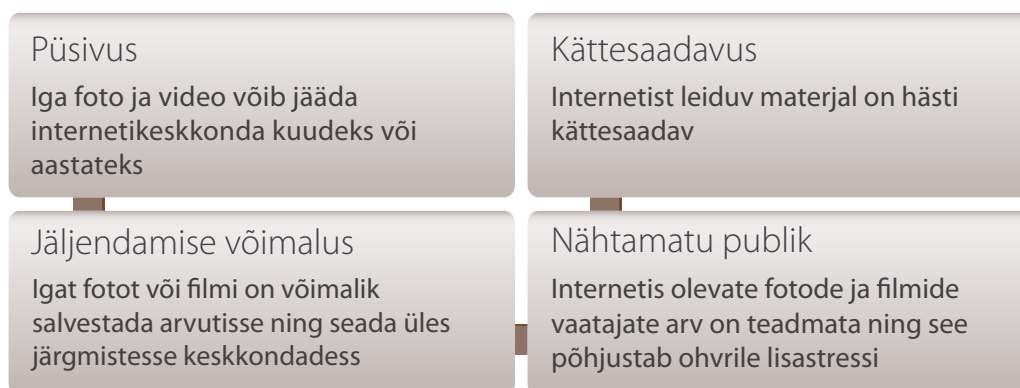 Püsivus
Iga foto ja video võib jääda
internetikeskkonda kuudeks või
aastateks
Jäljendamise võimalus
Igat fotot või filmi on võimalik
salvestada arvutisse ning seada üles
järgmistesse keskkondadess
Kättesaadavus
Internetist leiduv materjal on hästi
kättesaadav
Nähtamatu publik
Internetis olevate fotode ja filmide
vaatajate arv on teadmata ning see
põhjustab ohvrile lisastressi